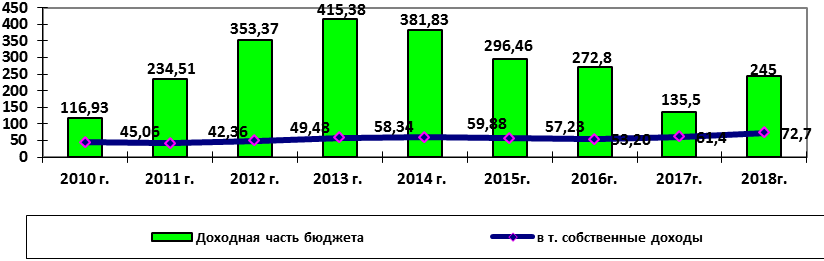 450
400
350
300
250
200
150
100
50
0
116,93
234,51
353,37
415,38
381,83
296,46
272,8
135,5
245
45,05
42,36
49,43
58,34
59,88
57,23
53,26
61,4
72,7
2010 г.
2011 г.
2012 г.
2013 г.
2014 г.
2015г.
2016г.
2017г.
2018г.
Доходная часть бюджета
в т. собственные доходы